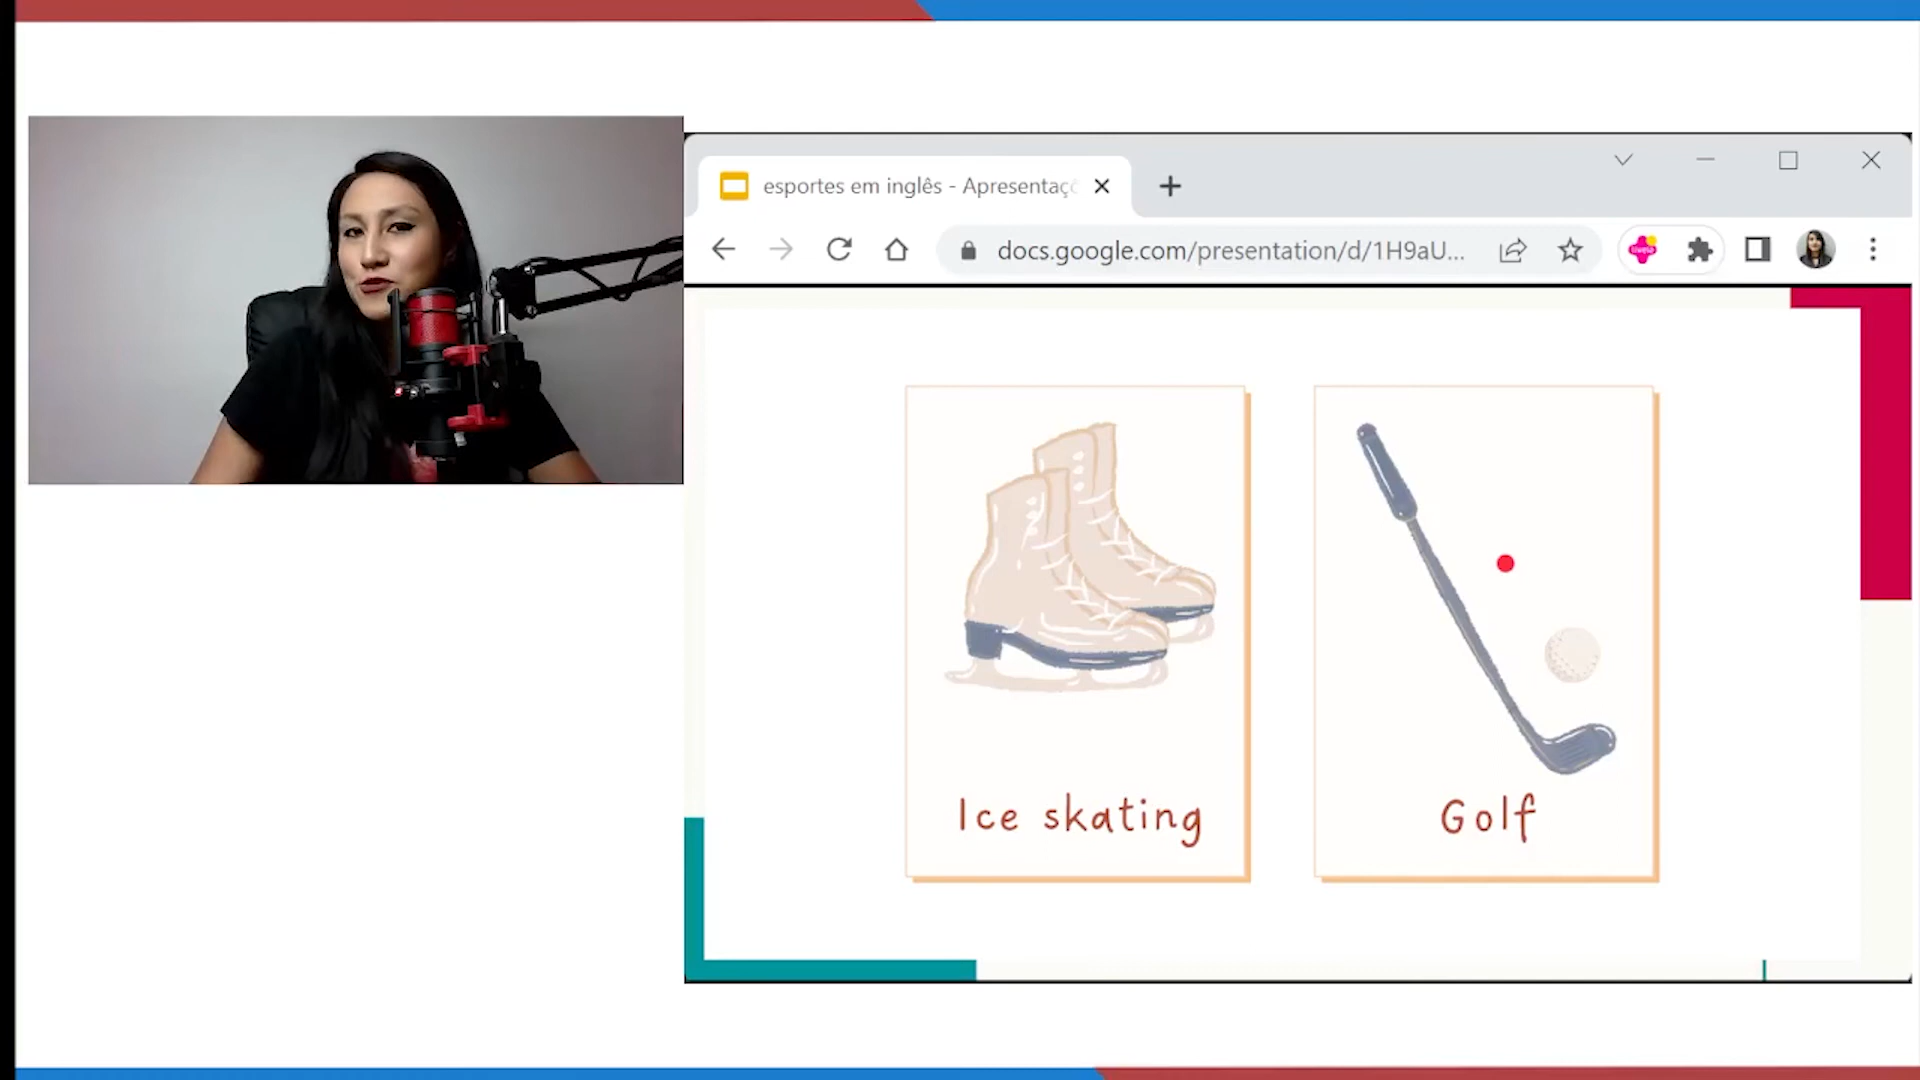 esportes em inglês - Apresentaç
docs.google.com/presentation/d/1H9aU...
Ice skating
Golf